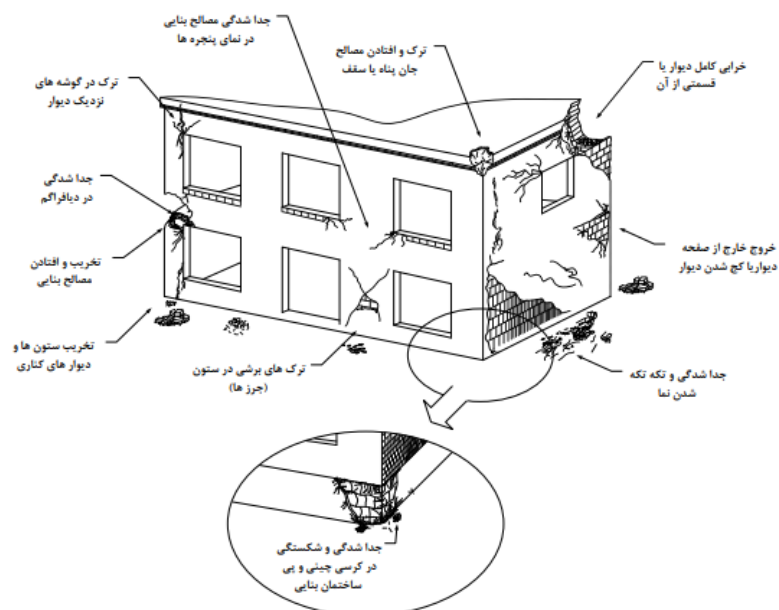 جدا شدگی مصالح بنایی
در نمای پنجره ها
ترک و افتادن مصالح
جان پناه یا سقف
خرابی کامل دیوار یا
قسمتی از آن
ترک در گوشه های
نزدیک دیوار
جدا شدگی
در دیافراگم
تخریب و افتادن
مصالح بنایی
خروج خارج از صفحه
دیواریا کج شدن دیوار
تخریب ستون ها و
دیوار های کناری
ترک های برشی در ستون
(جرز ها)
جدا شدگی و تکه تکه
شدن نما
جدا شدگی و شکستگی
در کرسی چینی و پی
ساختمان بنایی